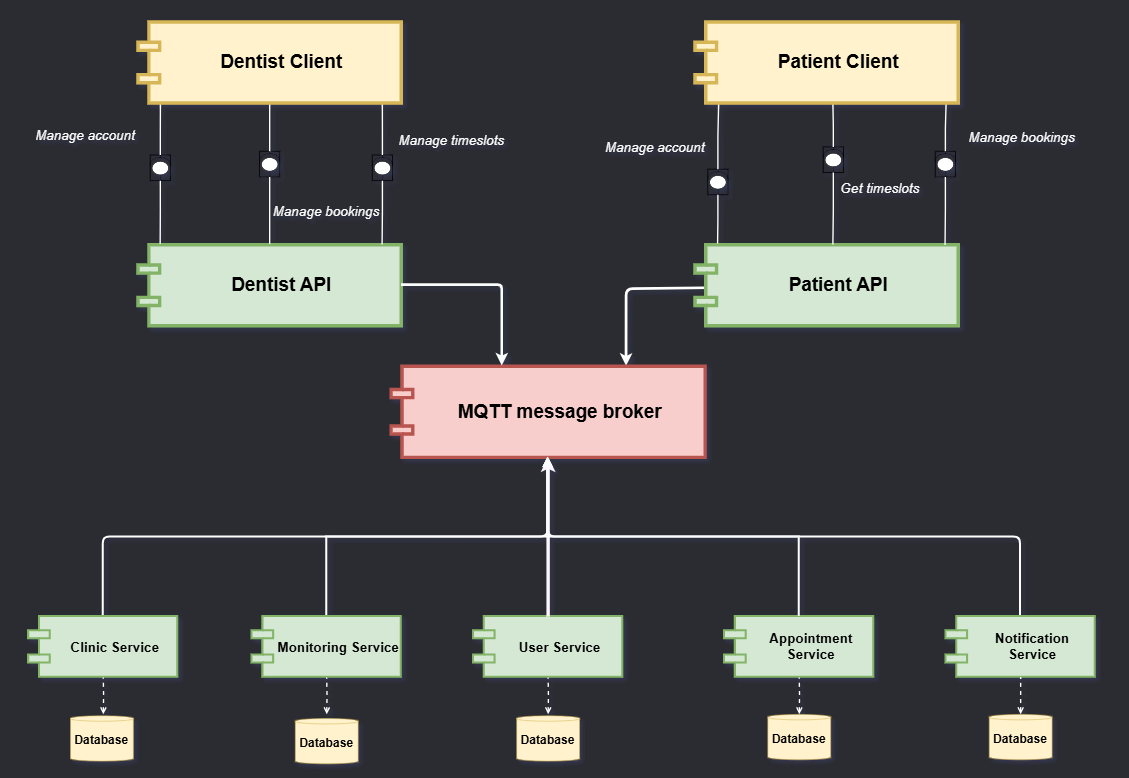 Dentist Client
Patient Client
Manage account
Manage timeslots
Manage bookings
Manage account
Manage bookings
Get timeslots
Dentist API
Patient API
MQTT message broker
Clinic Service
Monitoring Service
User Service
Appointment
Service
Notification
Service
Database
Database
Database
Database
Database